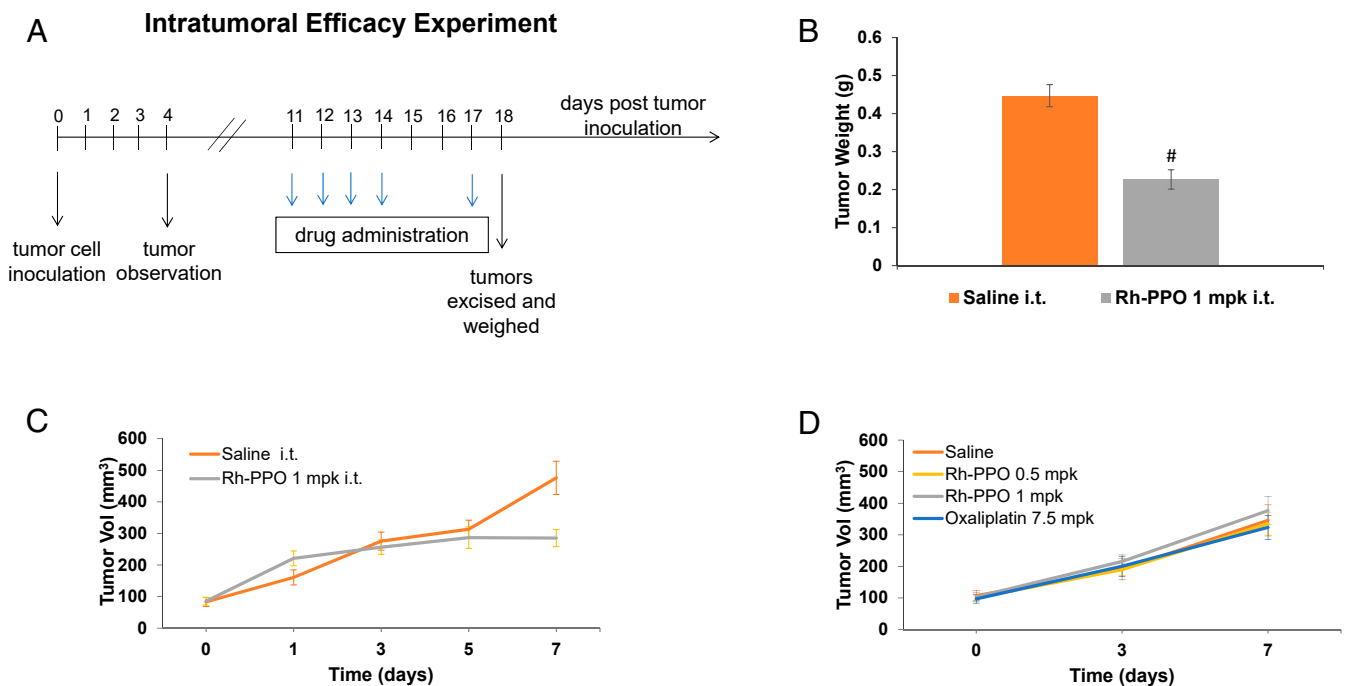 A
Intratumoral Efficacy Experiment
0 1 2 3 4 11 12 13 14 15 16 17 18
days post tumor
inoculation
tumor cell
inoculation
tumor
observation
drug administration
tumors
excised and
weighed
B
Tumor Weight (g)
0.6
0.5
0.4
0.3
0.2
0.1
0
#
Saline i.t. Rh-PPO 1 mpk i.t.
C
Tumor Vol (mm³)
600
500
400
300
200
100
0
Saline i.t.
Rh-PPO 1 mpk i.t.
0 1 3 5 7
Time (days)
D
Tumor Vol (mm³)
600
500
400
300
200
100
0
Saline
Rh-PPO 0.5 mpk
Rh-PPO 1 mpk
Oxaliplatin 7.5 mpk
0 3 7
Time (days)